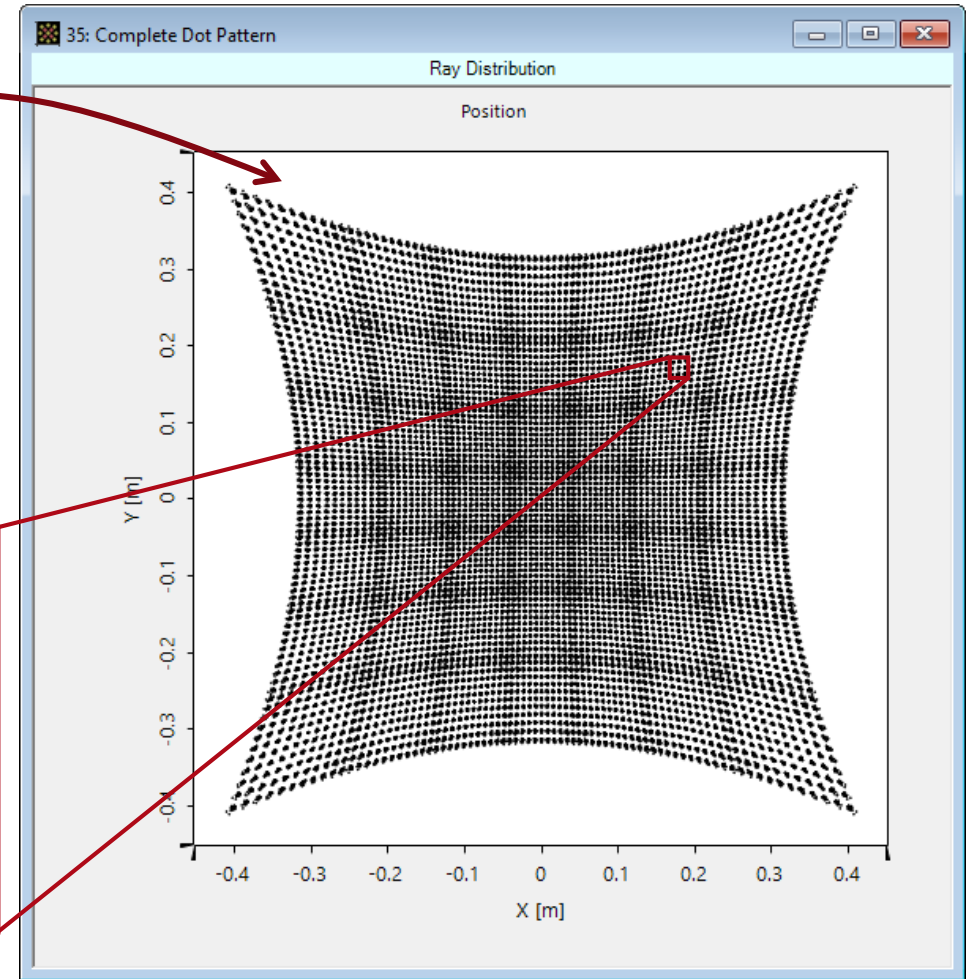 35: Complete Dot Pattern
Ray Distribution
Position
0.4
0.3
0.2
0.1
0
-0.1
-0.2
-0.3
-0.4
Y [m]
-0.4 -0.3 -0.2 -0.1 0 0.1 0.2 0.3 0.4
X [m]